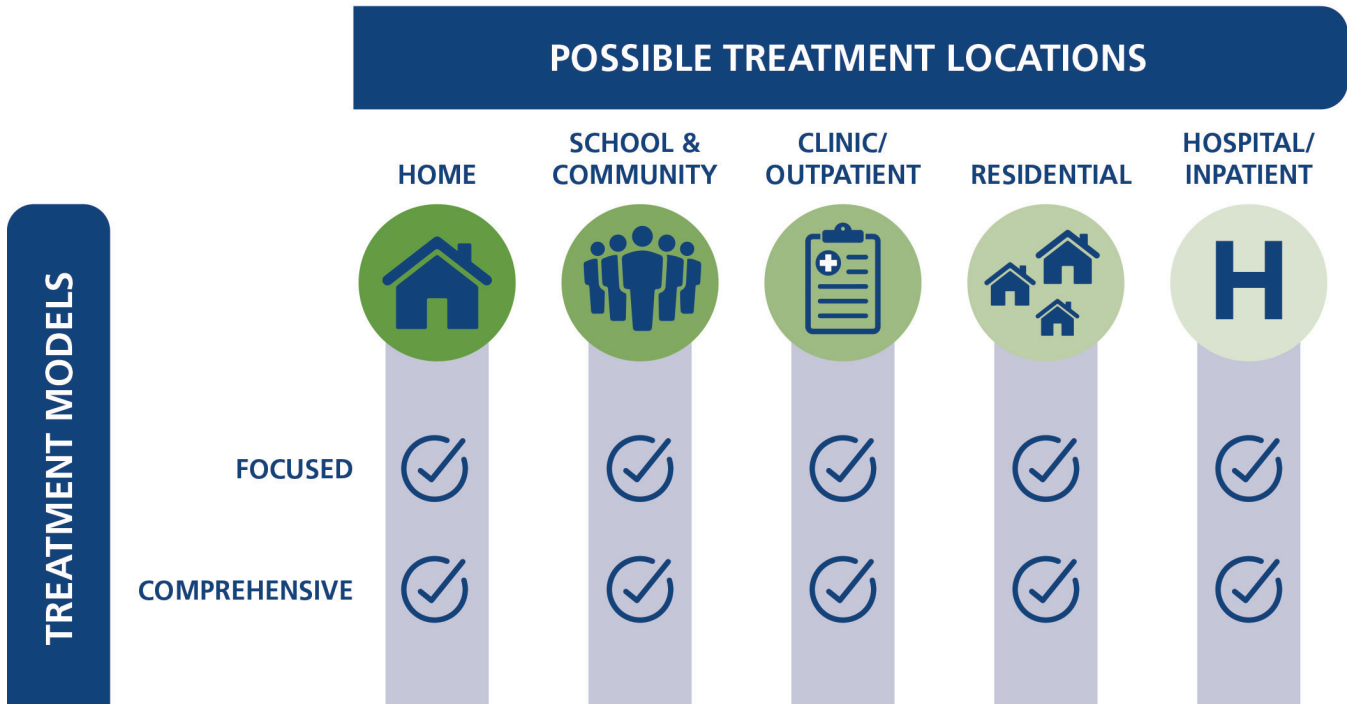 POSSIBLE TREATMENT LOCATIONS
HOME
SCHOOL &
COMMUNITY
CLINIC/
OUTPATIENT
RESIDENTIAL
HOSPITAL/
INPATIENT
H
TREATMENT MODELS
FOCUSED
COMPREHENSIVE